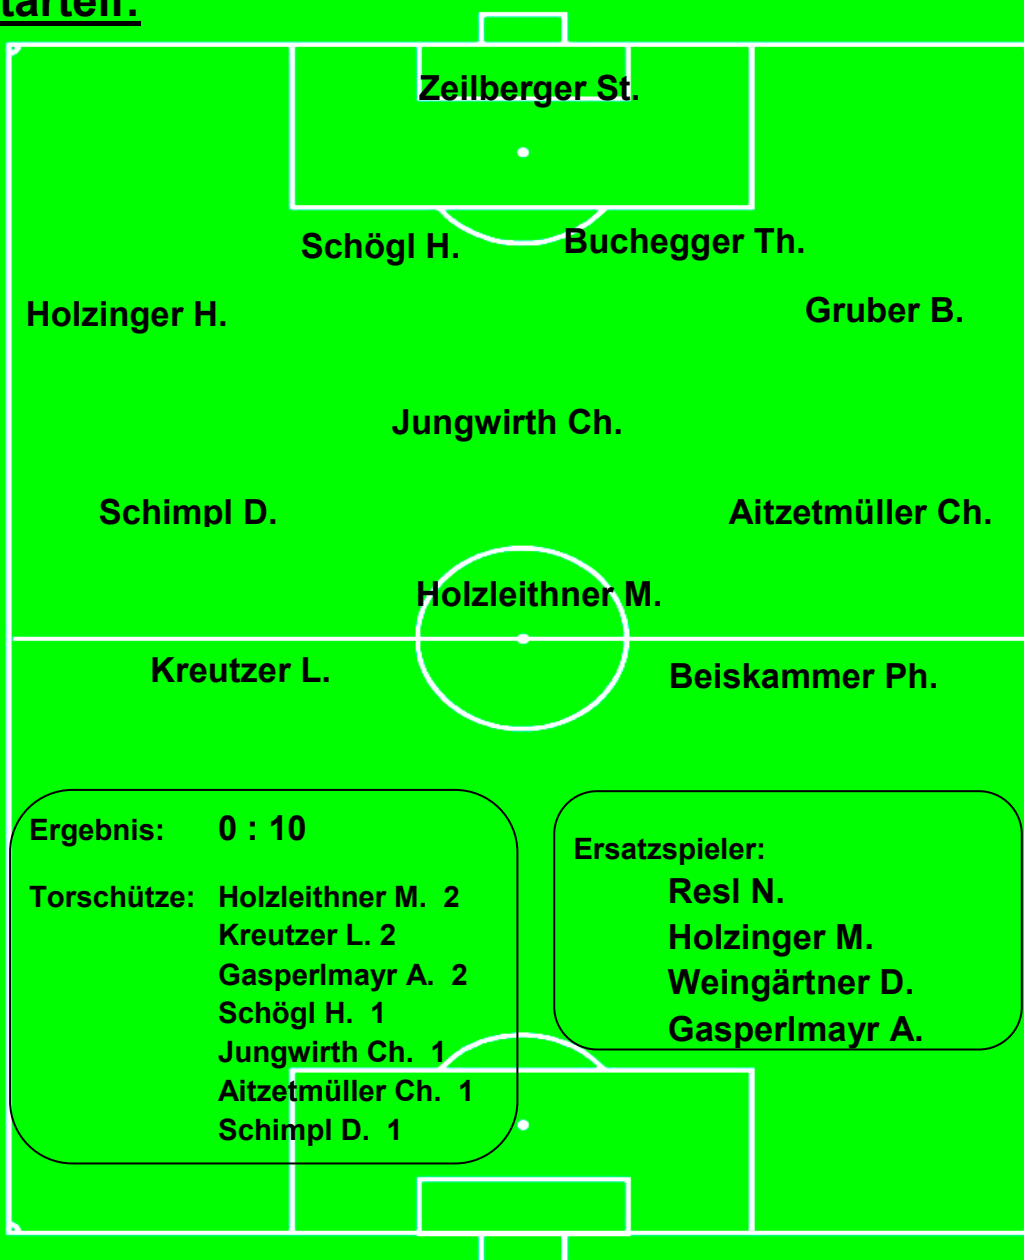 tarteif:
Zeilberger St.
Schögl H. Buchegger Th.
Holzinger H. Gruber B.
Jungwirth Ch.
Schimpl D. Aitzetmüller Ch.
Holzleithner M.
Kreutzer L. Beiskammer Ph.
Ergebnis: 0 : 10
Torschütze: Holzleithner M. 2
Kreutzer L. 2
Gasperlmayr A. 2
Schögl H. 1
Jungwirth Ch. 1
Aitzetmüller Ch. 1
Schimpl D. 1
Ersatzspieler:
Resl N.
Holzinger M.
Weingärtner D.
Gasperlmayr A.